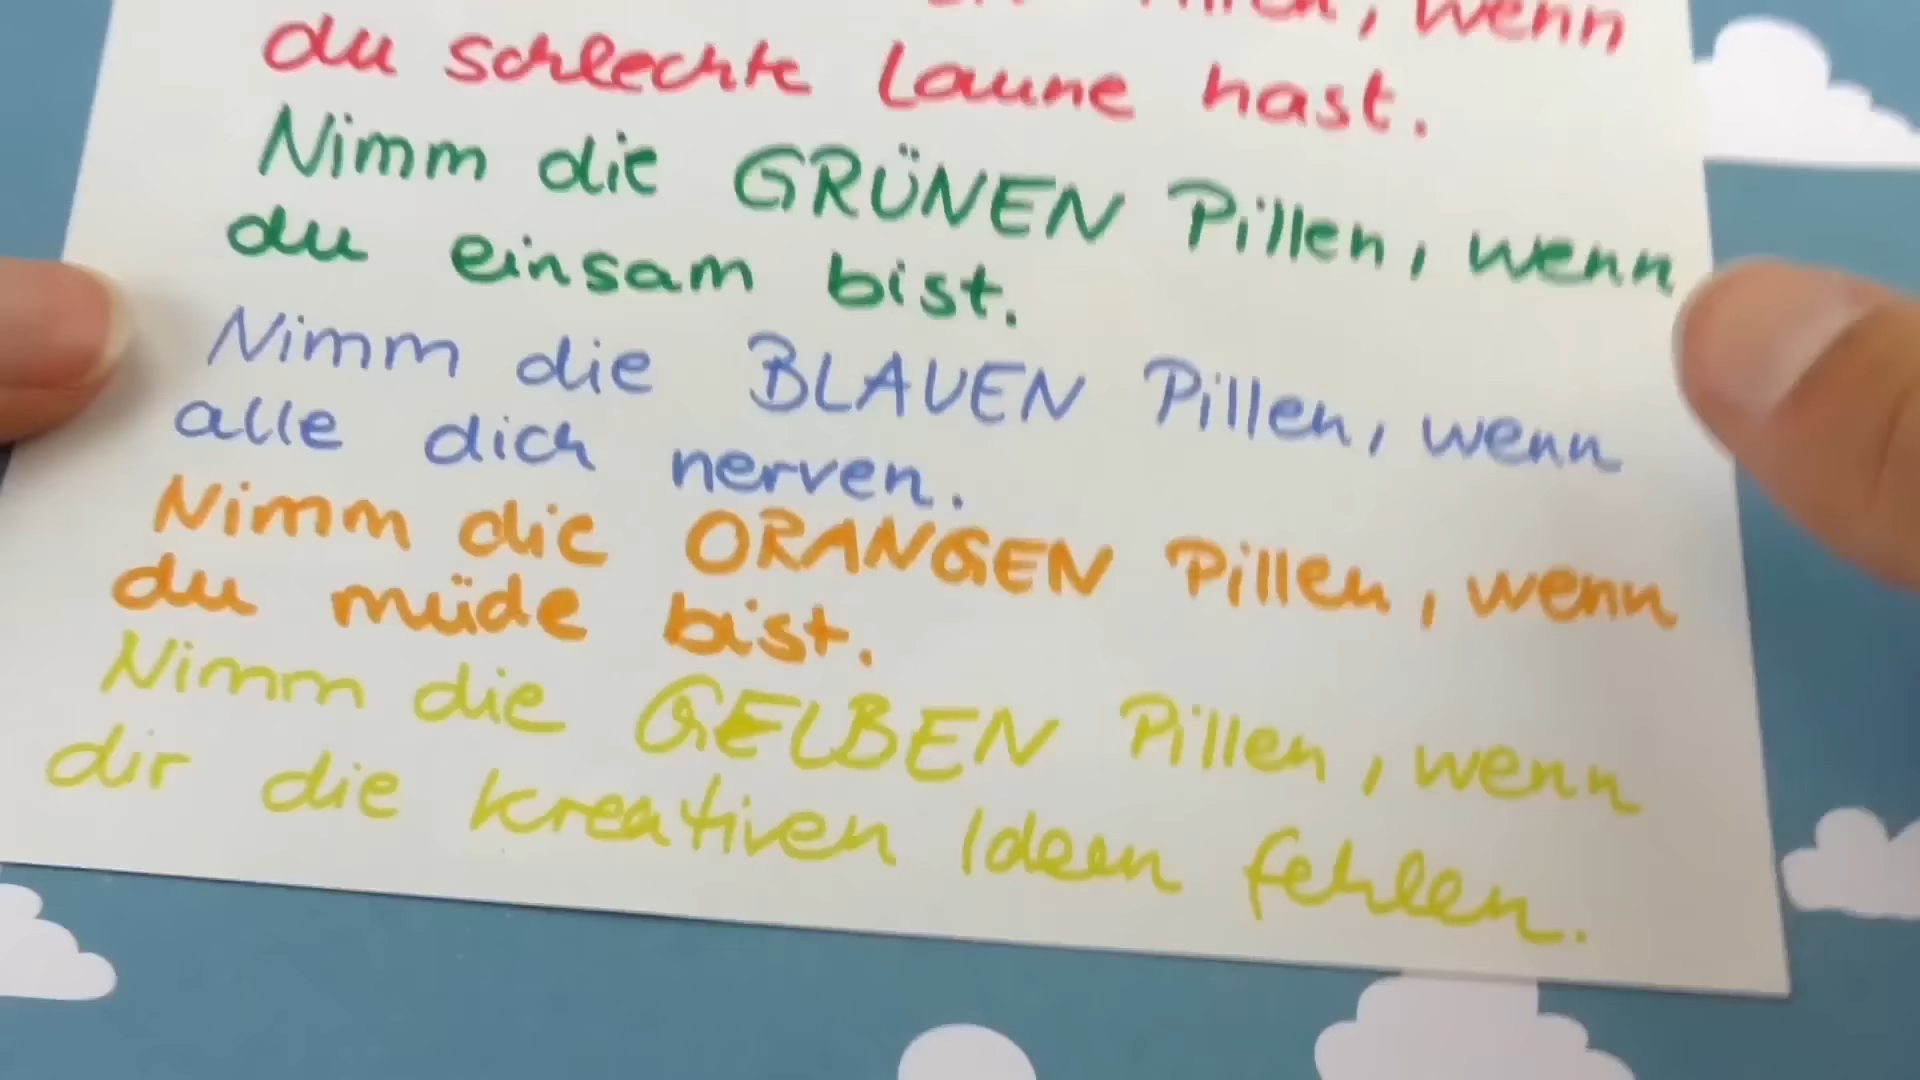 wenn
du schlechte Laune hast.
Nimm die GRÜNEN Pillen, wenn
du einsam bist.
Nimm die BLAUEN Pillen, wenn
alle dich nerven.
Nimm die ORANGEN Pillen, wenn
du müde bist.
Nimm die GELBEN Pillen, wenn
dir die kreativen Ideen fehlen.